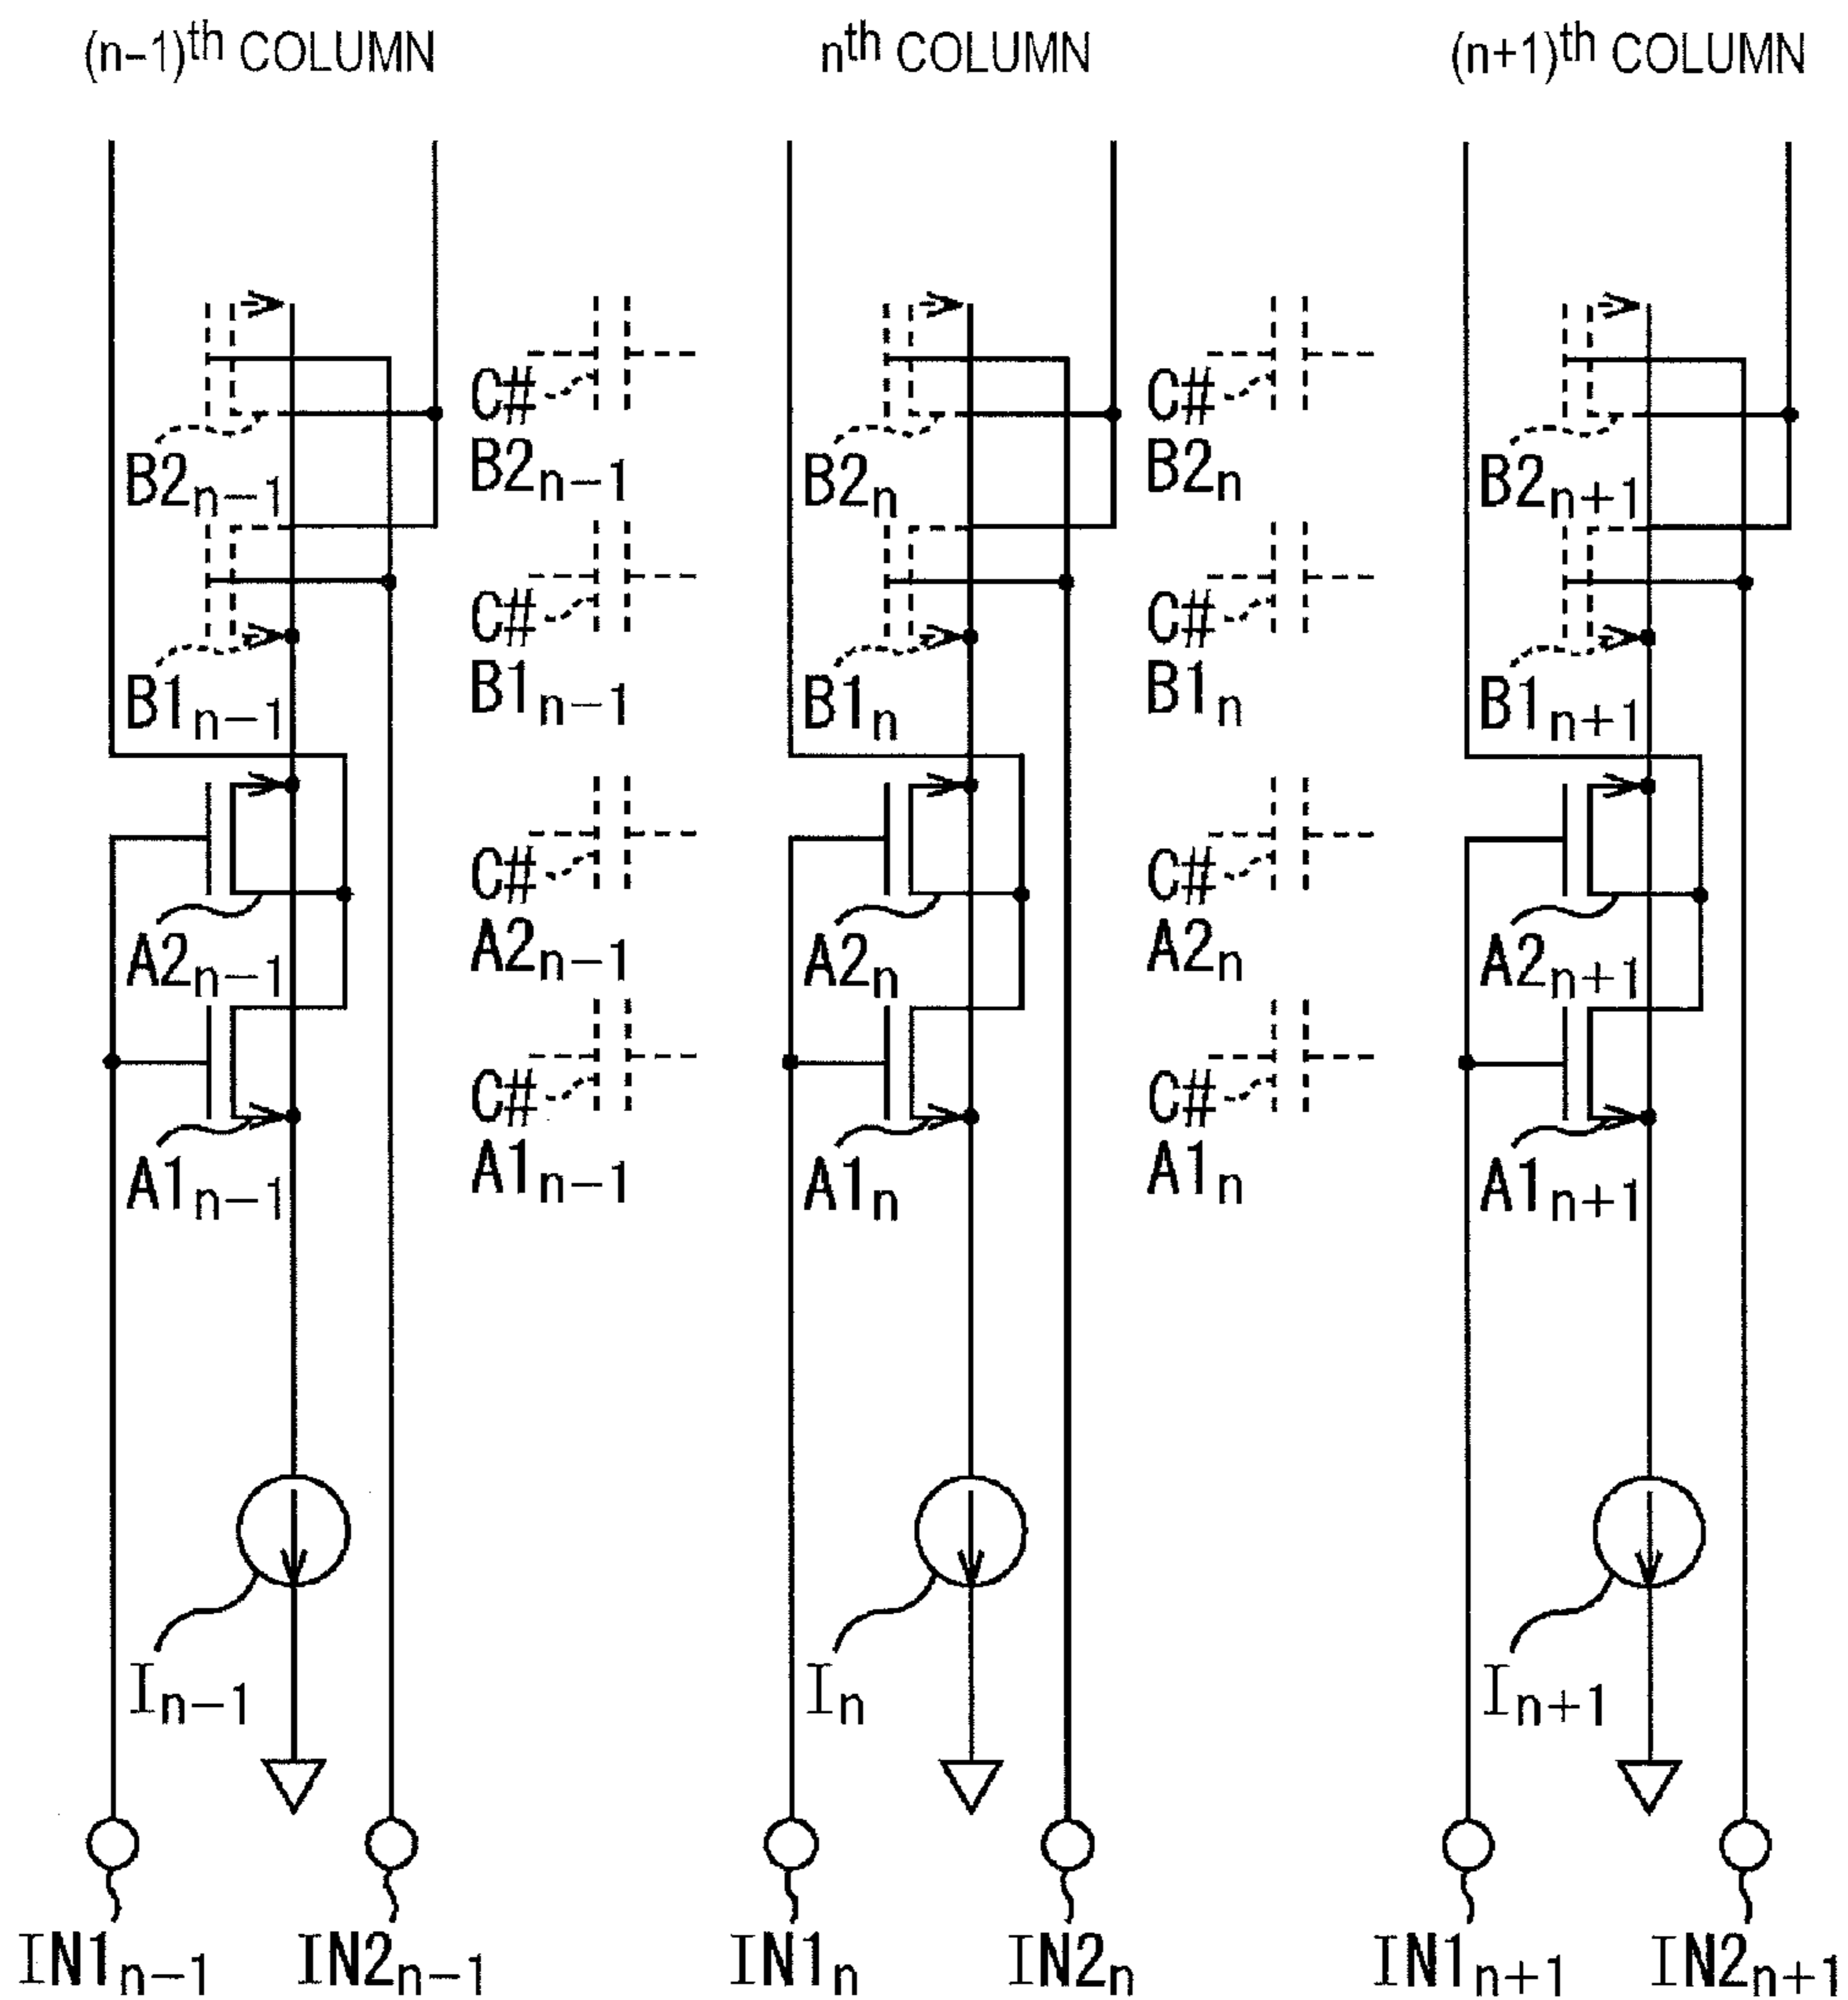 (n-1)th COLUMN
nth COLUMN
(n+1)th COLUMN
C#
B2n-1
B2n-1
C#
B2n
B2n
B2n+1
C#
B1n-1
B1n-1
C#
B1n
B1n
B1n+1
C#
A2n-1
A2n-1
C#
A2n
A2n
A2n+1
C#
A1n-1
A1n-1
C#
A1n
A1n
A1n+1
In-1
In
In+1
IN1n-1
IN2n-1
IN1n
IN2n
IN1n+1
IN2n+1